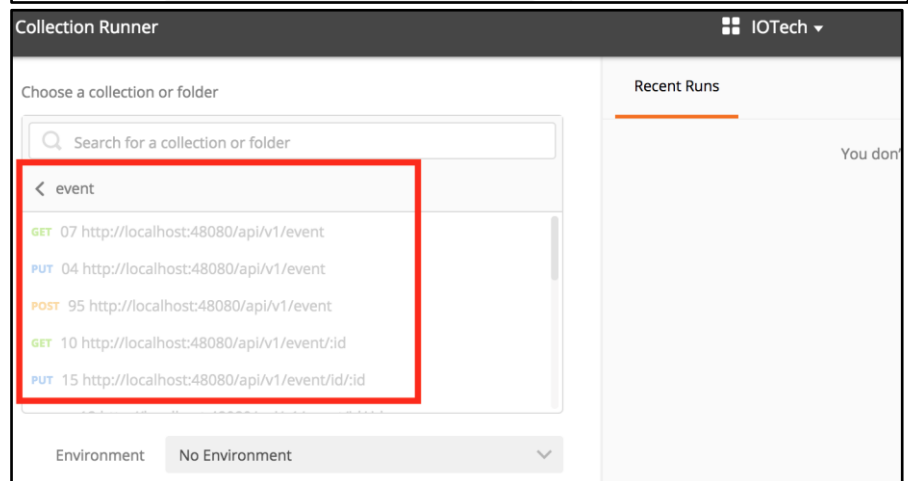 Collection Runner
IOTech
Choose a collection or folder
Recent Runs
Search for a collection or folder
You don'
event
GET 07 http://localhost:48080/api/v1/event
PUT 04 http://localhost:48080/api/v1/event
POST 95 http://localhost:48080/api/v1/event
GET 10 http://localhost:48080/api/v1/event/:id
PUT 15 http://localhost:48080/api/v1/event/id/:id
Environment No Environment